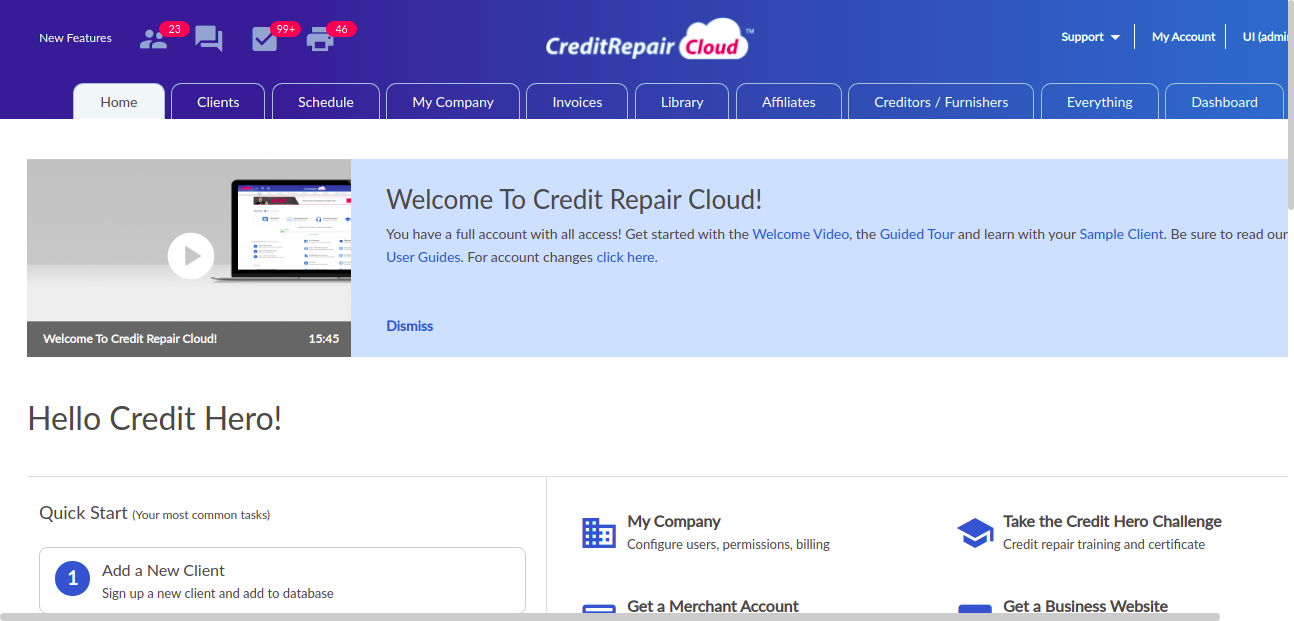 New Features
23
99+
46
CreditRepair Cloud™
Support
My Account
UI (admi
Home
Clients
Schedule
My Company
Invoices
Library
Affiliates
Creditors / Furnishers
Everything
Dashboard
Welcome To Credit Repair Cloud!
You have a full account with all access! Get started with the Welcome Video, the Guided Tour and learn with your Sample Client. Be sure to read our
User Guides. For account changes click here.
Dismiss
Welcome To Credit Repair Cloud!
15:45
Hello Credit Hero!
Quick Start (Your most common tasks)
1
Add a New Client
Sign up a new client and add to database
My Company
Configure users, permissions, billing
Take the Credit Hero Challenge
Credit repair training and certificate
Get a Merchant Account
Get a Business Website